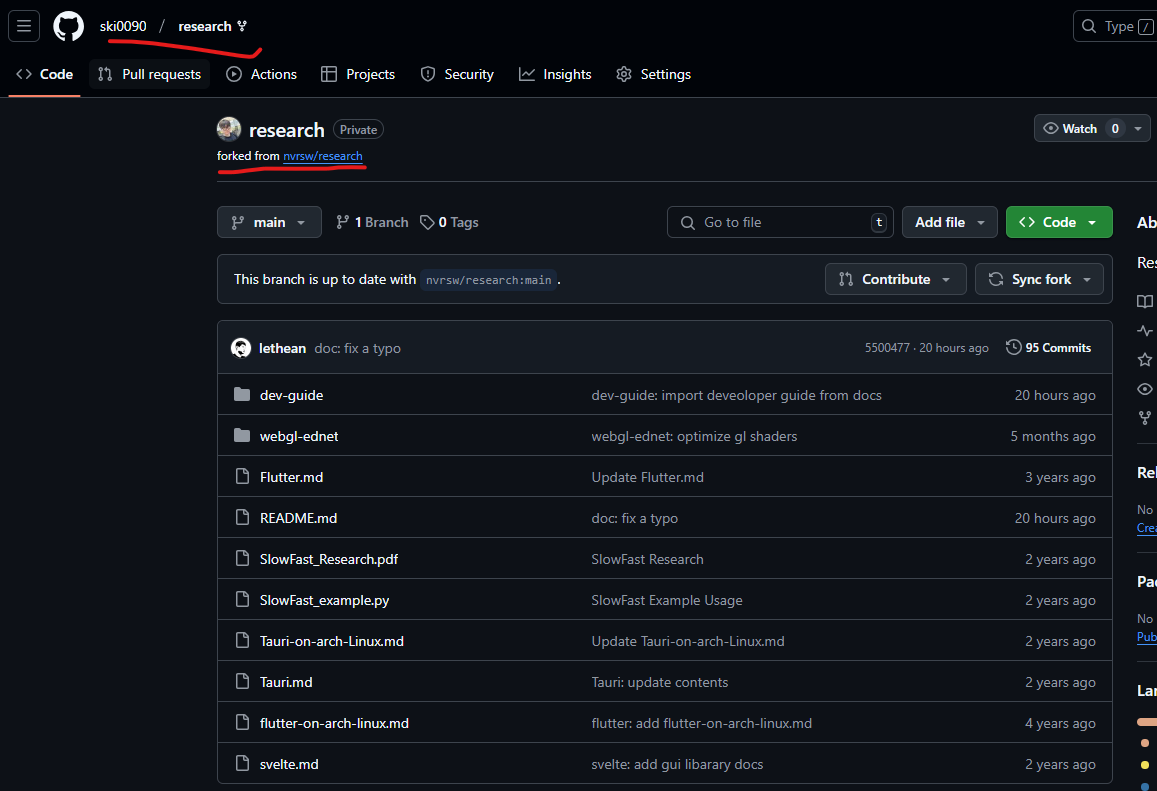 ski0090 / research
Type /
Code Pull requests Actions Projects Security Insights Settings
research Private
Watch 0
forked from nvrsw/research
main 1 Branch 0 Tags Go to file t Add file Code
This branch is up to date with nvrsw/research:main . Contribute Sync fork
lethean doc: fix a typo 5500477 · 20 hours ago 95 Commits
dev-guide dev-guide: import deveoloper guide from docs 20 hours ago
webgl-ednet webgl-ednet: optimize gl shaders 5 months ago
Flutter.md Update Flutter.md 3 years ago
README.md doc: fix a typo 20 hours ago
SlowFast_Research.pdf SlowFast Research 2 years ago
SlowFast_example.py SlowFast Example Usage 2 years ago
Tauri-on-arch-Linux.md Update Tauri-on-arch-Linux.md 2 years ago
Tauri.md Tauri: update contents 2 years ago
flutter-on-arch-linux.md flutter: add flutter-on-arch-linux.md 4 years ago
svelte.md svelte: add gui libarary docs 2 years ago
Ab
Res
Rel
No
Crea
Pac
No
Pub
Lan